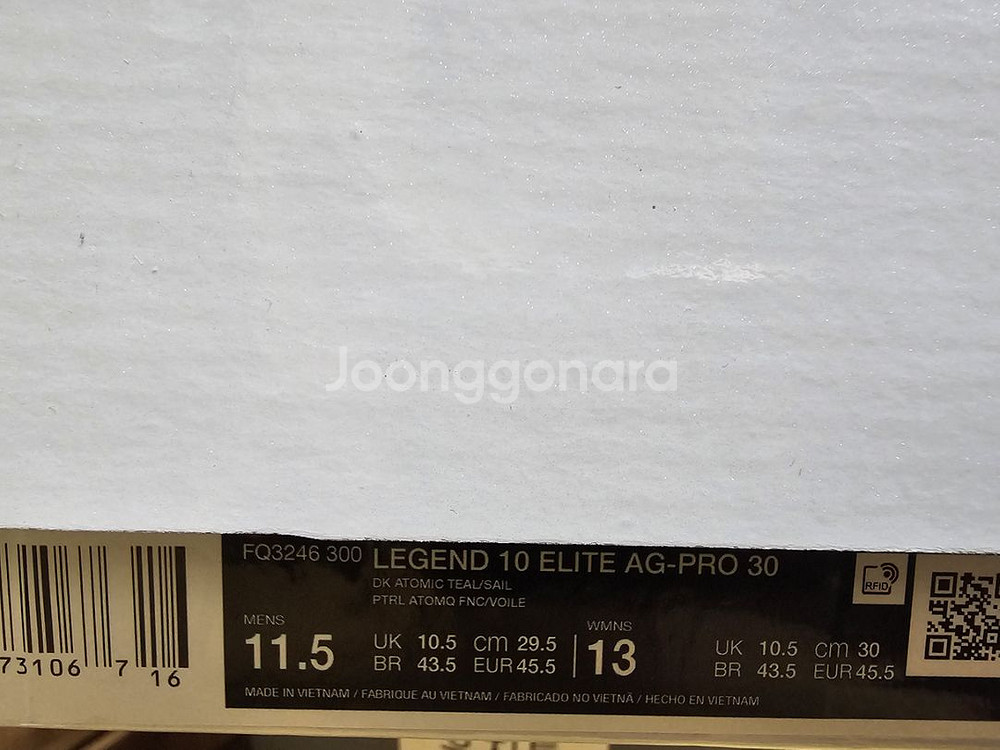 Joonggonara
FQ3246 300 LEGEND 10 ELITE AG-PRO 30
DK ATOMIC TEAL/SAIL
PTRL ATOMQ FNC/VOILE
RFID
MENS
11.5
UK 10.5 cm 29.5
BR 43.5 EUR 45.5
WMNS
13
UK 10.5 cm 30
BR 43.5 EUR 45.5
73106 7 16
MADE IN VIETNAM / FABRIQUE AU VIETNAM / FABRICADO NO VIETNÃ / HECHO EN VIETNAM